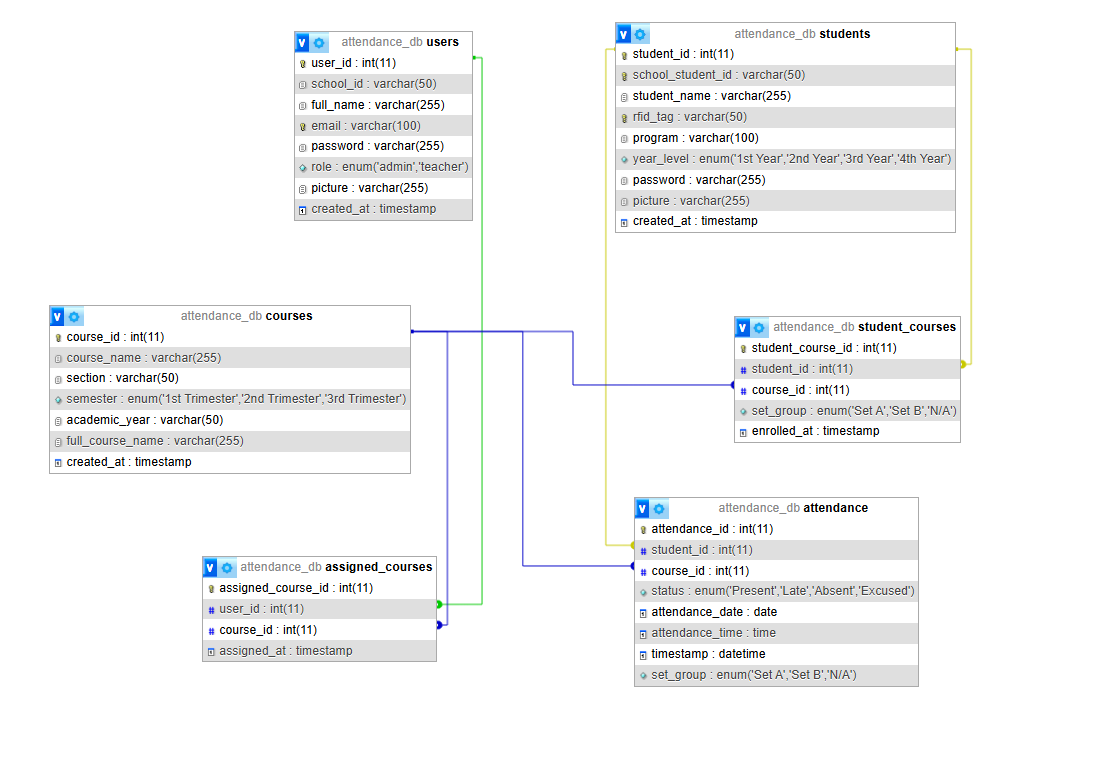 attendance_db users
user_id : int(11)
school_id : varchar(50)
full_name : varchar(255)
email : varchar(100)
password : varchar(255)
role : enum('admin','teacher')
picture : varchar(255)
created_at : timestamp
attendance_db students
student_id : int(11)
school_student_id : varchar(50)
student_name : varchar(255)
rfid_tag : varchar(50)
program : varchar(100)
year_level : enum('1st Year','2nd Year','3rd Year','4th Year')
password : varchar(255)
picture : varchar(255)
created_at : timestamp
attendance_db courses
course_id : int(11)
course_name : varchar(255)
section : varchar(50)
semester : enum('1st Trimester','2nd Trimester','3rd Trimester')
academic_year : varchar(50)
full_course_name : varchar(255)
created_at : timestamp
attendance_db student_courses
student_course_id : int(11)
student_id : int(11)
course_id : int(11)
set_group : enum('Set A','Set B','N/A')
enrolled_at : timestamp
attendance_db attendance
attendance_id : int(11)
student_id : int(11)
course_id : int(11)
status : enum('Present','Late','Absent','Excused')
attendance_date : date
attendance_time : time
timestamp : datetime
set_group : enum('Set A','Set B','N/A')
attendance_db assigned_courses
assigned_course_id : int(11)
user_id : int(11)
course_id : int(11)
assigned_at : timestamp